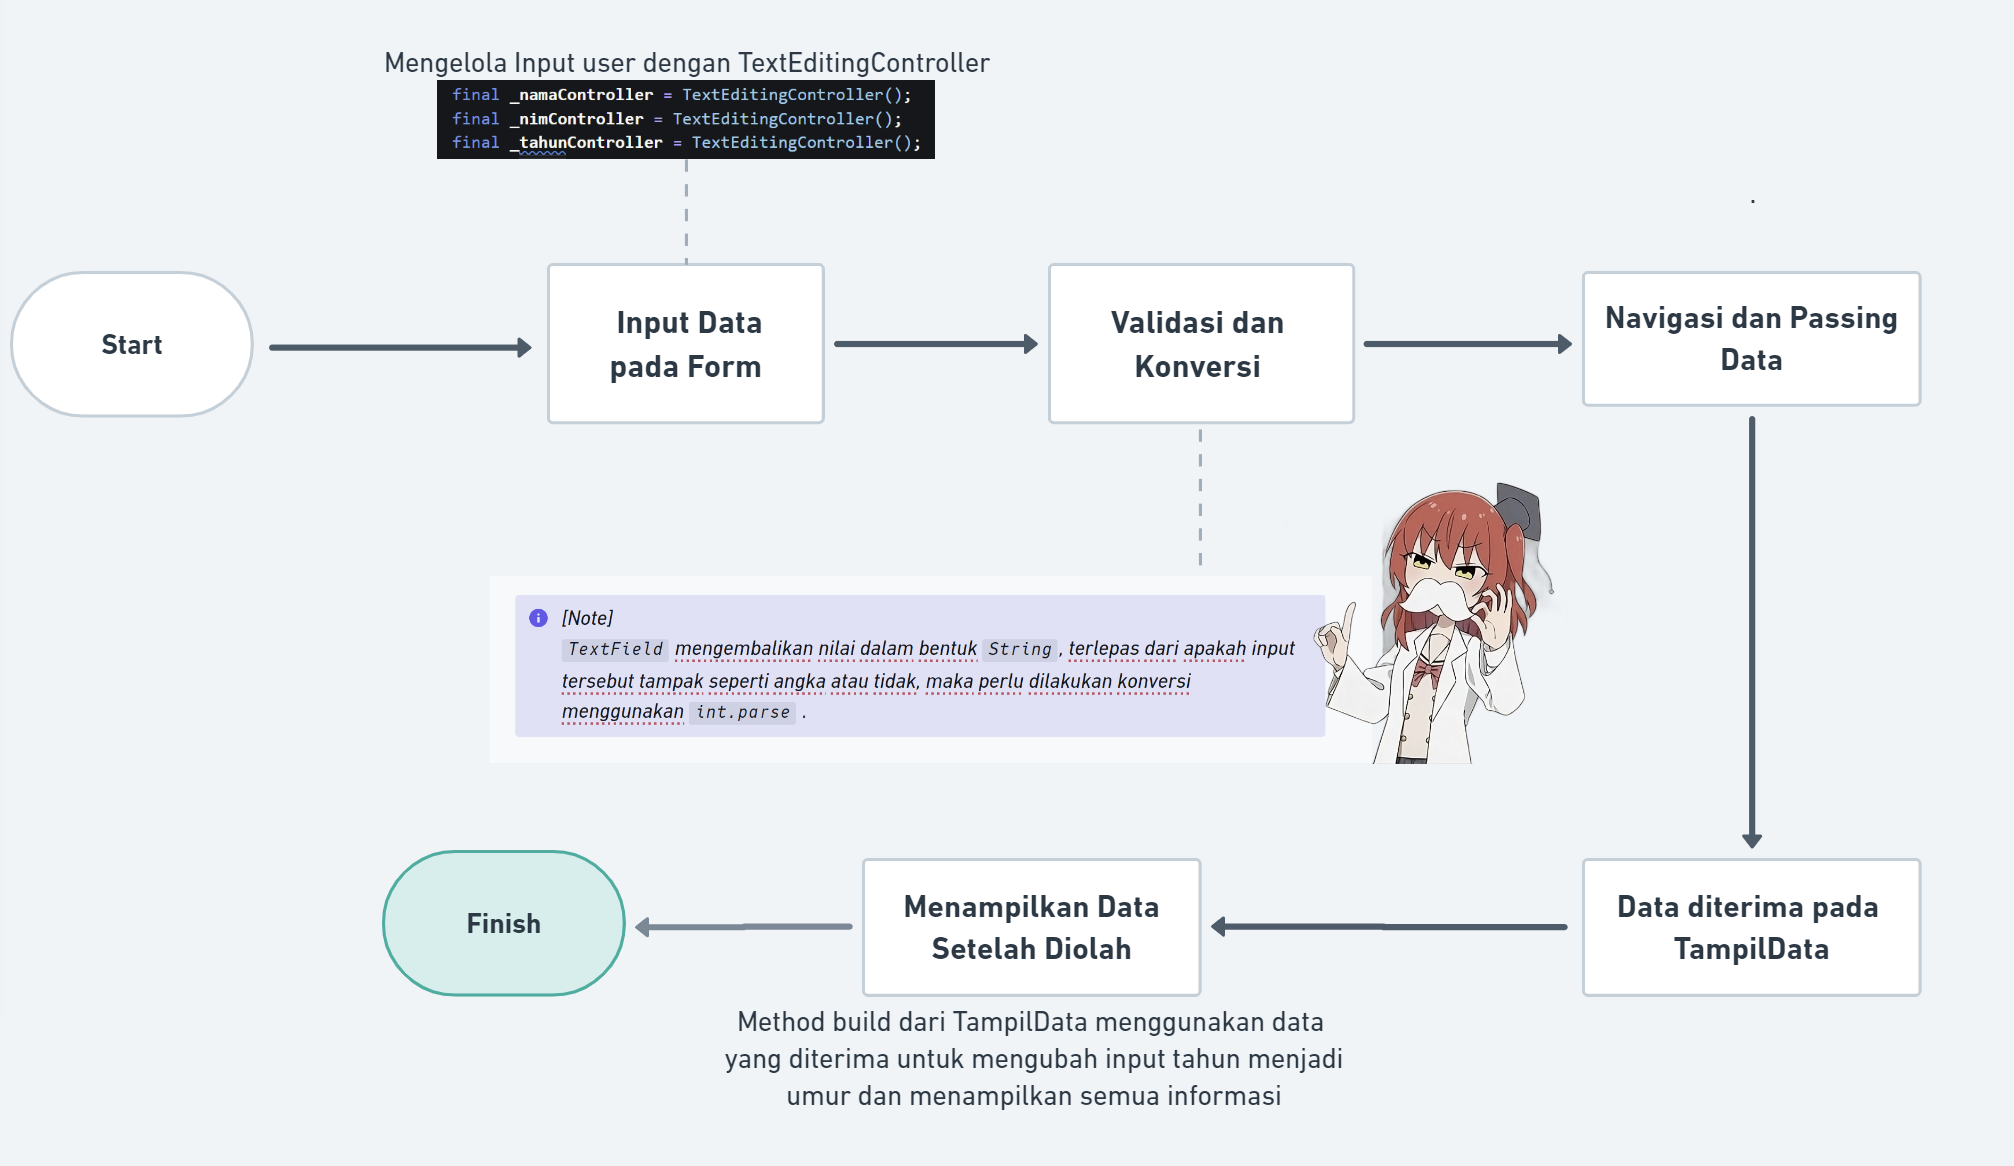 Mengelola Input user dengan TextEditingController
final _namaController = TextEditingController();
final _nimController = TextEditingController();
final _tahunController = TextEditingController();
.
Start
Input Data
pada Form
Validasi dan
Konversi
Navigasi dan Passing
Data
[Note]
TextField mengembalikan nilai dalam bentuk String, terlepas dari apakah input
tersebut tampak seperti angka atau tidak, maka perlu dilakukan konversi
menggunakan int.parse .
Data diterima pada
TampilData
Menampilkan Data
Setelah Diolah
Finish
Method build dari TampilData menggunakan data
yang diterima untuk mengubah input tahun menjadi
umur dan menampilkan semua informasi